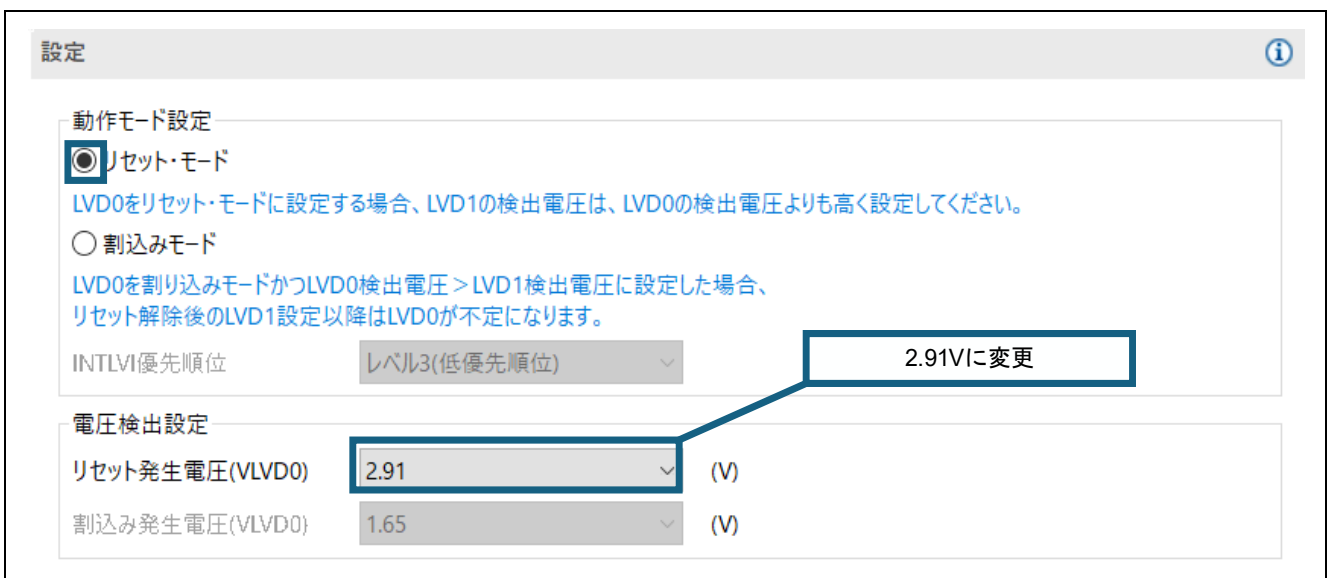 設定
動作モード設定
リセット・モード
LVD0をリセット・モードに設定する場合、LVD1の検出電圧は、LVD0の検出電圧よりも高く設定してください。
割込みモード
LVD0を割り込みモードかつLVD0検出電圧＞LVD1検出電圧に設定した場合、
リセット解除後のLVD1設定以降はLVD0が不定になります。
INTLVI優先順位 レベル3(低優先順位)
2.91Vに変更
電圧検出設定
リセット発生電圧(VLVD0) 2.91 (V)
割込み発生電圧(VLVD0) 1.65 (V)